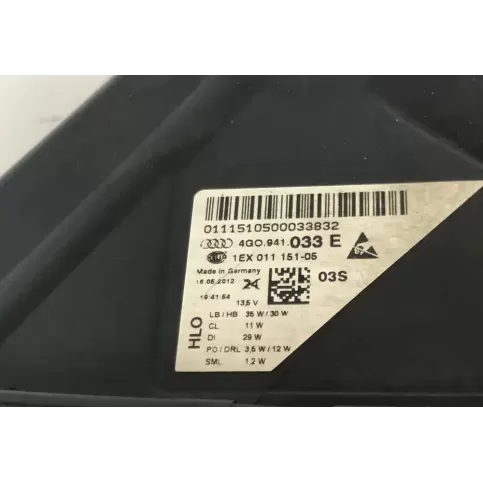 0111510500033832
4G0.941.033 E
HELLA 1EX 011 151-05
Made in Germany
16.05.2012
03S
19:41:54
13,5 V
HLO
LB / HB 35 W / 30 W
CL 11 W
DI 29 W
PO / DRL 3,5 W / 12 W
SML 1,2 W